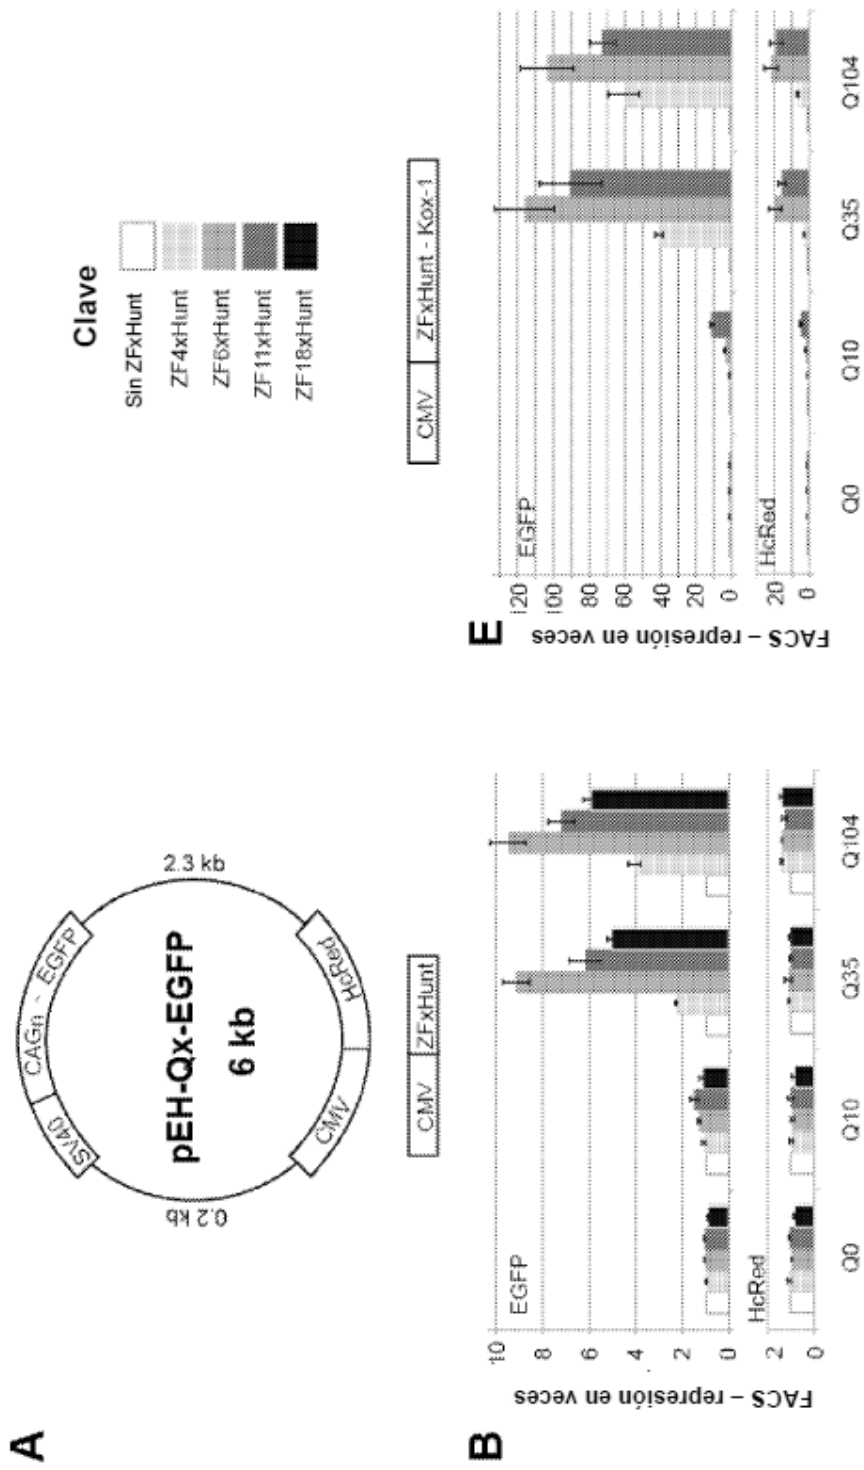 A
SV40
CAGn - EGFP
2.3 kb
pEH-Qx-EGFP
6 kb
0.2 kb
CMV
HcRed
Clave
Sin ZFxHunt
ZF4xHunt
ZF6xHunt
ZF11xHunt
ZF18xHunt
B
CMV ZFxHunt
FACS – represión en veces
EGFP
10
8
6
4
2
0
HcRed
2
0
Q0 Q10 Q35 Q104
E
CMV ZFxHunt - Kox-1
FACS – represión en veces
EGFP
120
100
80
60
40
20
0
HcRed
20
0
Q0 Q10 Q35 Q104